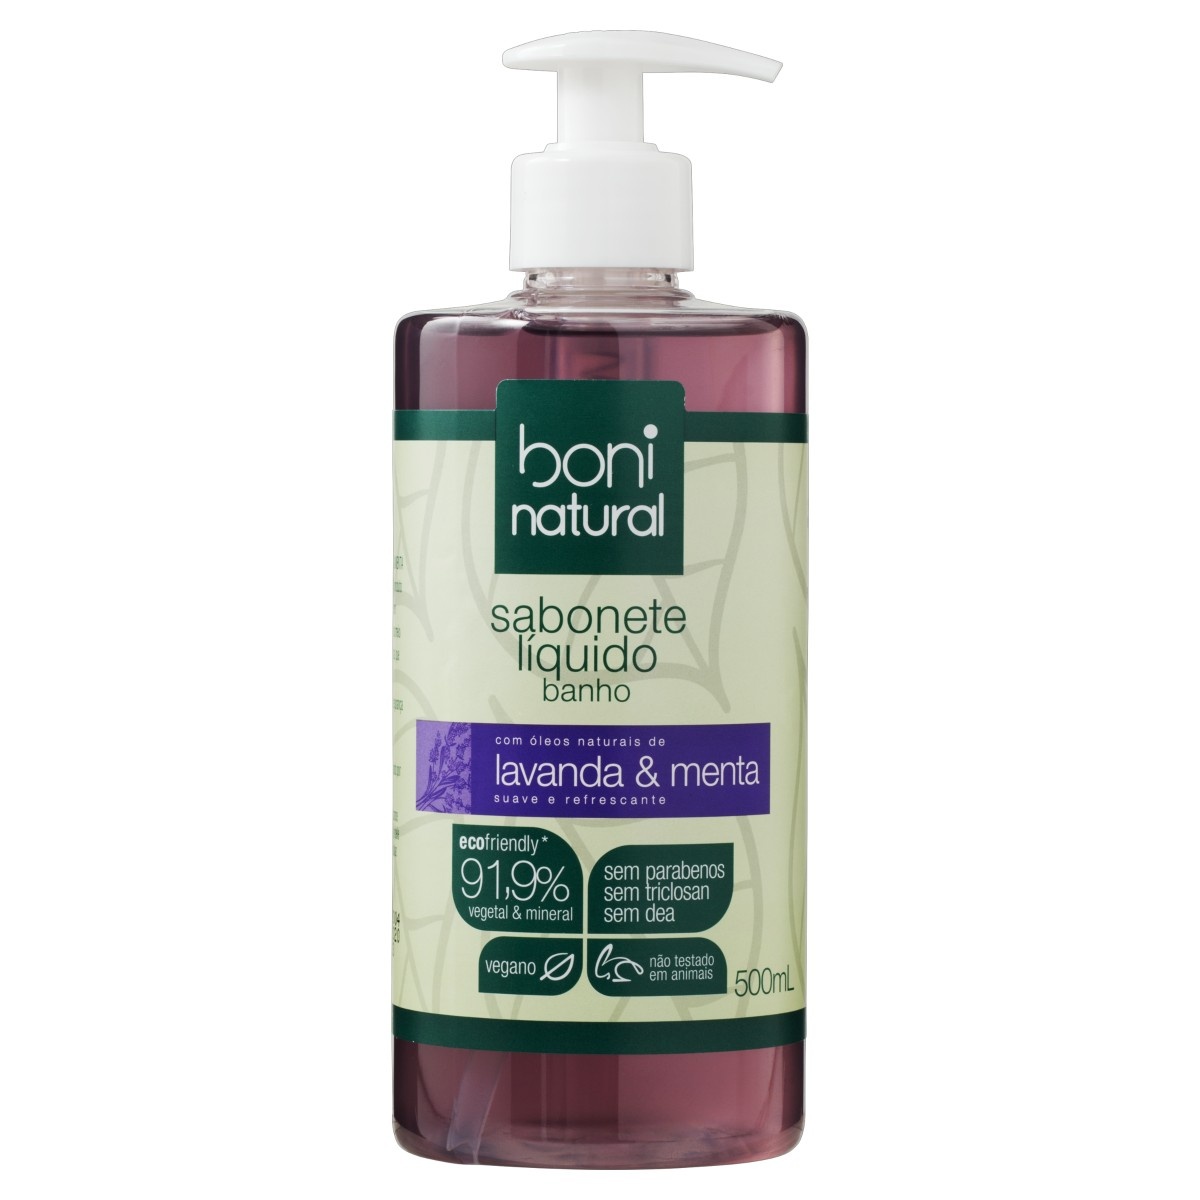 boni
natural
sabonete
líquido
banho
com óleos naturais de
lavanda & menta
suave e refrescante
ecofriendly*
91,9%
vegetal & mineral
sem parabenos
sem triclosan
sem dea
vegano
não testado
em animais
500mL